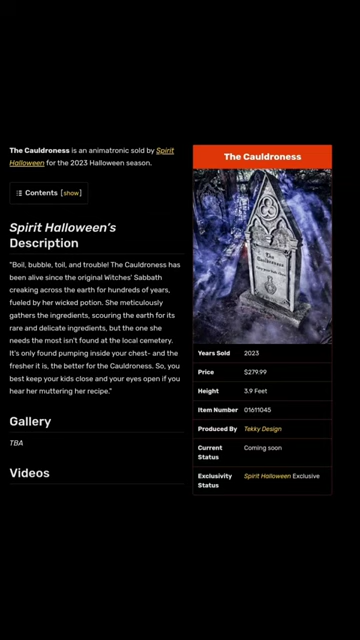 The Cauldroness is an animatronic sold by Spirit
Halloween for the 2023 Halloween season.
Contents [show]
Spirit Halloween's
Description
"Boil, bubble, toil, and trouble! The Cauldroness has
been alive since the original Witches' Sabbath
creaking across the earth for hundreds of years,
fueled by her wicked potion. She meticulously
gathers the ingredients, scouring the earth for its
rare and delicate ingredients, but the one she
needs the most isn't found at the local cemetery.
It's only found pumping inside your chest- and the
fresher it is, the better for the Cauldroness. So, you
best keep your kids close and your eyes open if you
hear her muttering her recipe."
Gallery
TBA
Videos
The Cauldroness
The
Cauldroness
Years Sold 2023
Price $279.99
Height 3.9 Feet
Item Number 01611045
Produced By Tekky Design
Current
Status Coming soon
Exclusivity
Status Spirit Halloween Exclusive